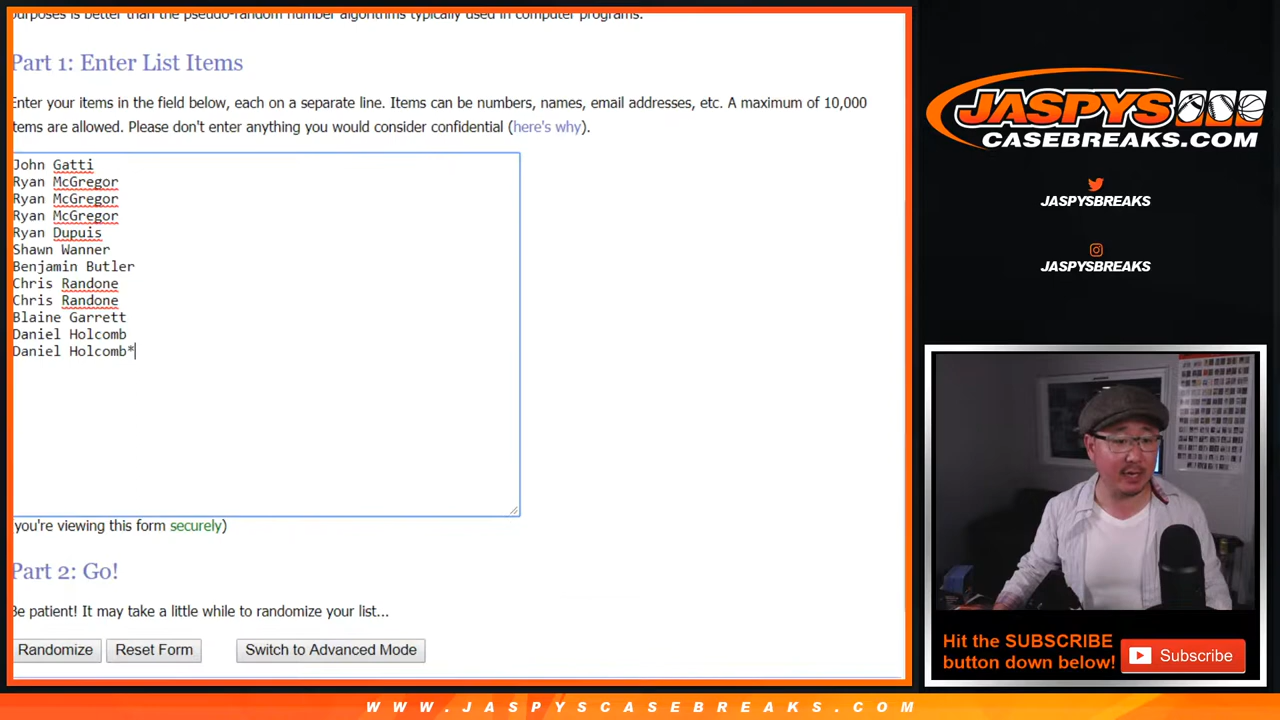 purposes is better than the pseudo-random number algorithms typically used in computer programs.
Part 1: Enter List Items
Enter your items in the field below, each on a separate line. Items can be numbers, names, email addresses, etc. A maximum of 10,000
items are allowed. Please don't enter anything you would consider confidential (here's why).
John Gatti
Ryan McGregor
Ryan McGregor
Ryan McGregor
Ryan Dupuis
Shawn Wanner
Benjamin Butler
Chris Randone
Chris Randone
Blaine Garrett
Daniel Holcomb
Daniel Holcomb*
you're viewing this form securely)
Part 2: Go!
Be patient! It may take a little while to randomize your list...
Randomize
Reset Form
Switch to Advanced Mode
JASPYS
CASEBREAKS.COM
JASPYSBREAKS
JASPYSBREAKS
Hit the SUBSCRIBE
button down below!
Subscribe
WWW.JASPYSCASEBREAKS.COM